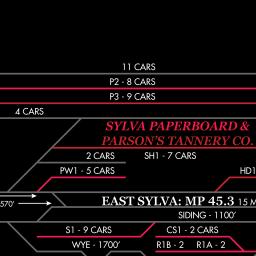 11 CARS
P2 - 8 CARS
P3 - 9 CARS
4 CARS
SYLVA PAPERBOARD &
PARSON'S TANNERY CO.
2 CARS SH1 - 7 CARS
PW1 - 5 CARS HD1
570' EAST SYLVA: MP 45.3 15 M
SIDING - 1100'
S1 - 9 CARS CS1 - 2 CARS
WYE - 1700' R1B - 2 R1A - 2